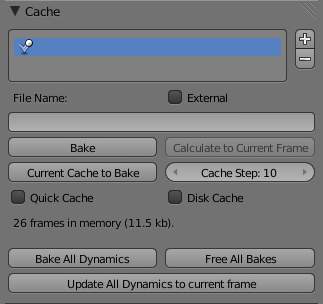 Cache
File Name: External
Bake Calculate to Current Frame
Current Cache to Bake Cache Step: 10
Quick Cache Disk Cache
26 frames in memory (11.5 kb).
Bake All Dynamics Free All Bakes
Update All Dynamics to current frame